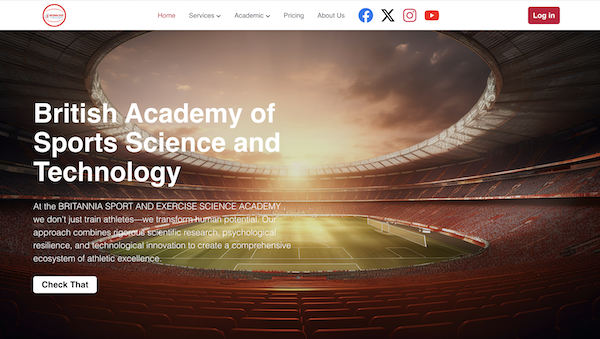 Home Services Academic Pricing About Us Log in
British Academy of
Sports Science and
Technology
At the BRITANNIA SPORT AND EXERCISE SCIENCE ACADEMY ,
we don't just train athletes—we transform human potential. Our
approach combines rigorous scientific research, psychological
resilience, and technological innovation to create a comprehensive
ecosystem of athletic excellence.
Check That